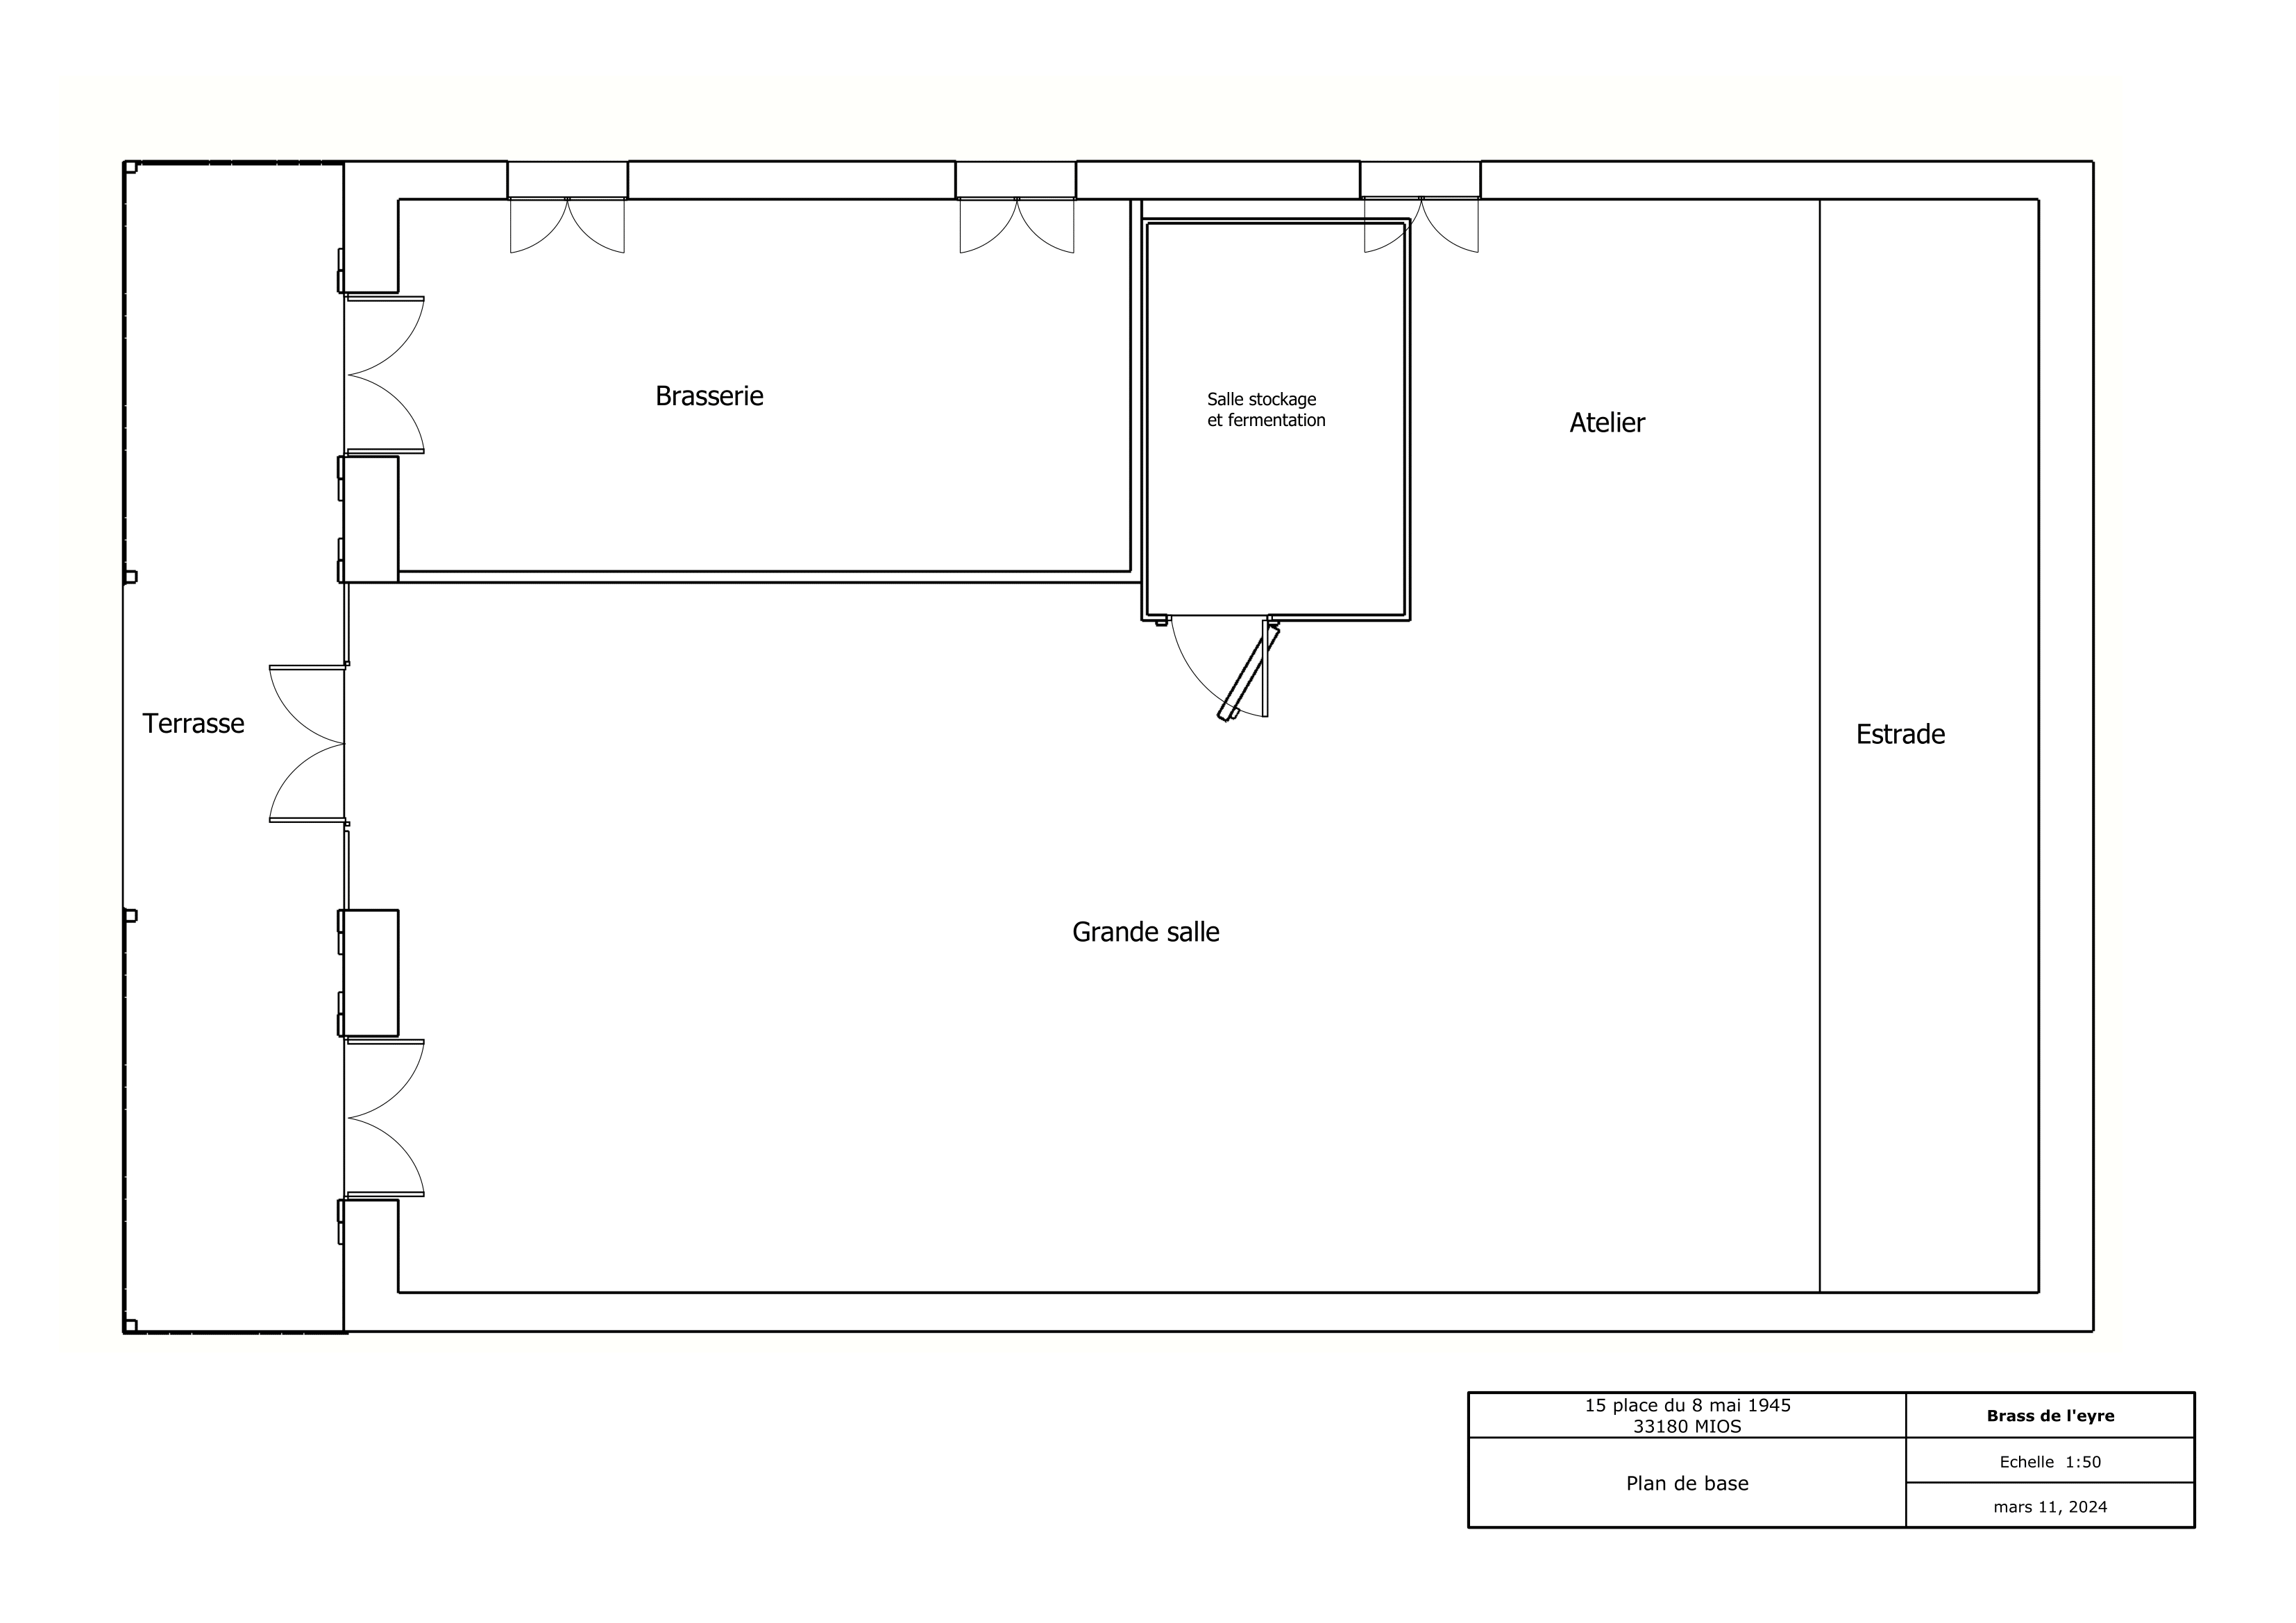 Brasserie
Salle stockage
et fermentation
Atelier
Terrasse
Estrade
Grande salle
15 place du 8 mai 1945
33180 MIOS
Brass de l'eyre
Echelle 1:50
Plan de base
mars 11, 2024